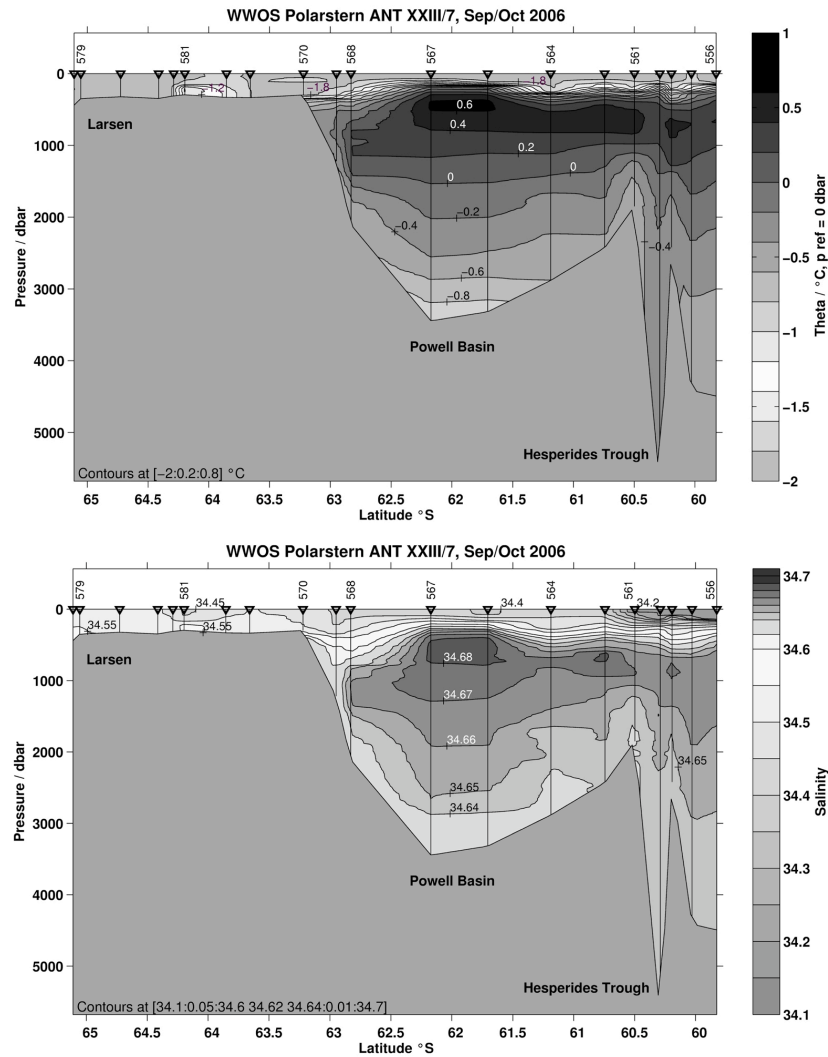 WWOS Polarstern ANT XXIII/7, Sep/Oct 2006
579 581 570 568 567 564 561 556
0
1000
2000
3000
4000
5000
Pressure / dbar
Larsen
−1.2
−1.8
−1.8
0.6
0.4
0.2
0
0
−0.2
−0.4
−0.4
−0.6
−0.8
Powell Basin
Hesperides Trough
Contours at [−2:0.2:0.8] °C
65 64.5 64 63.5 63 62.5 62 61.5 61 60.5 60
Latitude °S
1
0.5
0
−0.5
−1
−1.5
−2
Theta / °C, p ref = 0 dbar
WWOS Polarstern ANT XXIII/7, Sep/Oct 2006
579 581 570 568 567 564 561 556
0
1000
2000
3000
4000
5000
Pressure / dbar
34.45
34.4
34.2
34.55
34.55
Larsen
34.68
34.67
34.66
34.65
34.65
34.64
Powell Basin
Hesperides Trough
Contours at [34.1:0.05:34.6 34.62 34.64:0.01:34.7]
65 64.5 64 63.5 63 62.5 62 61.5 61 60.5 60
Latitude °S
34.7
34.6
34.5
34.4
34.3
34.2
34.1
Salinity